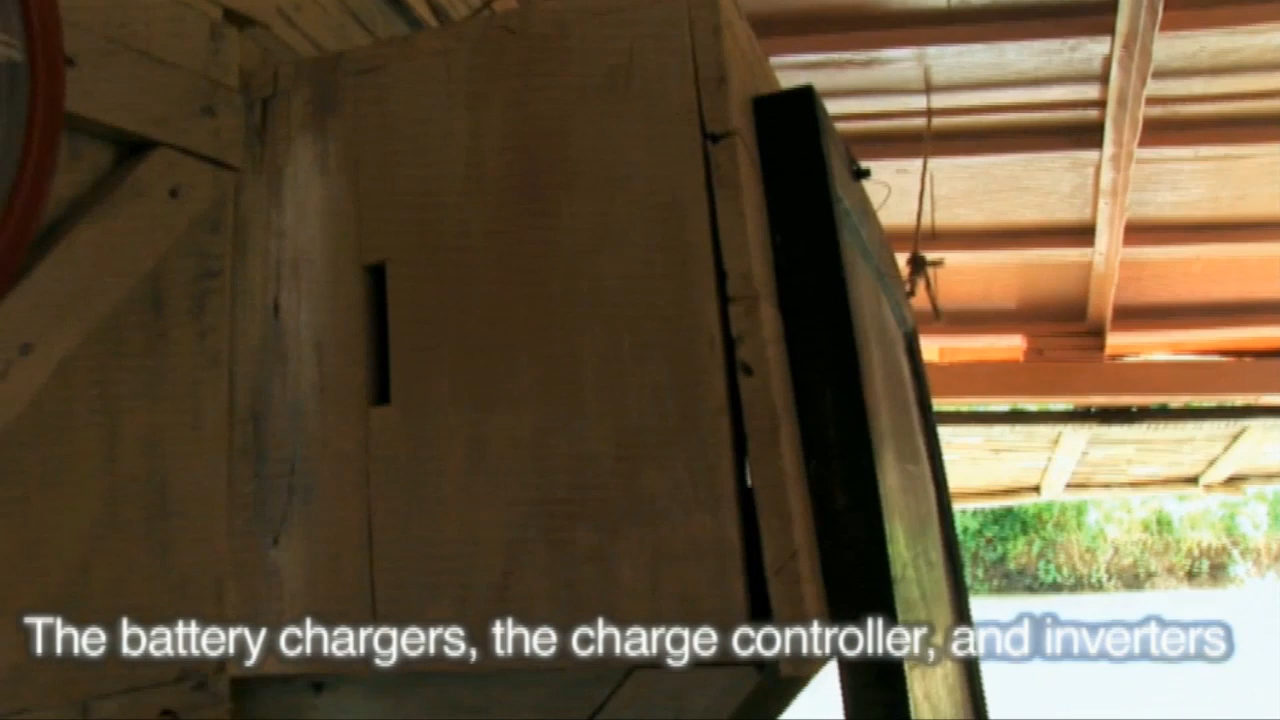 The battery chargers, the charge controller, and inverters